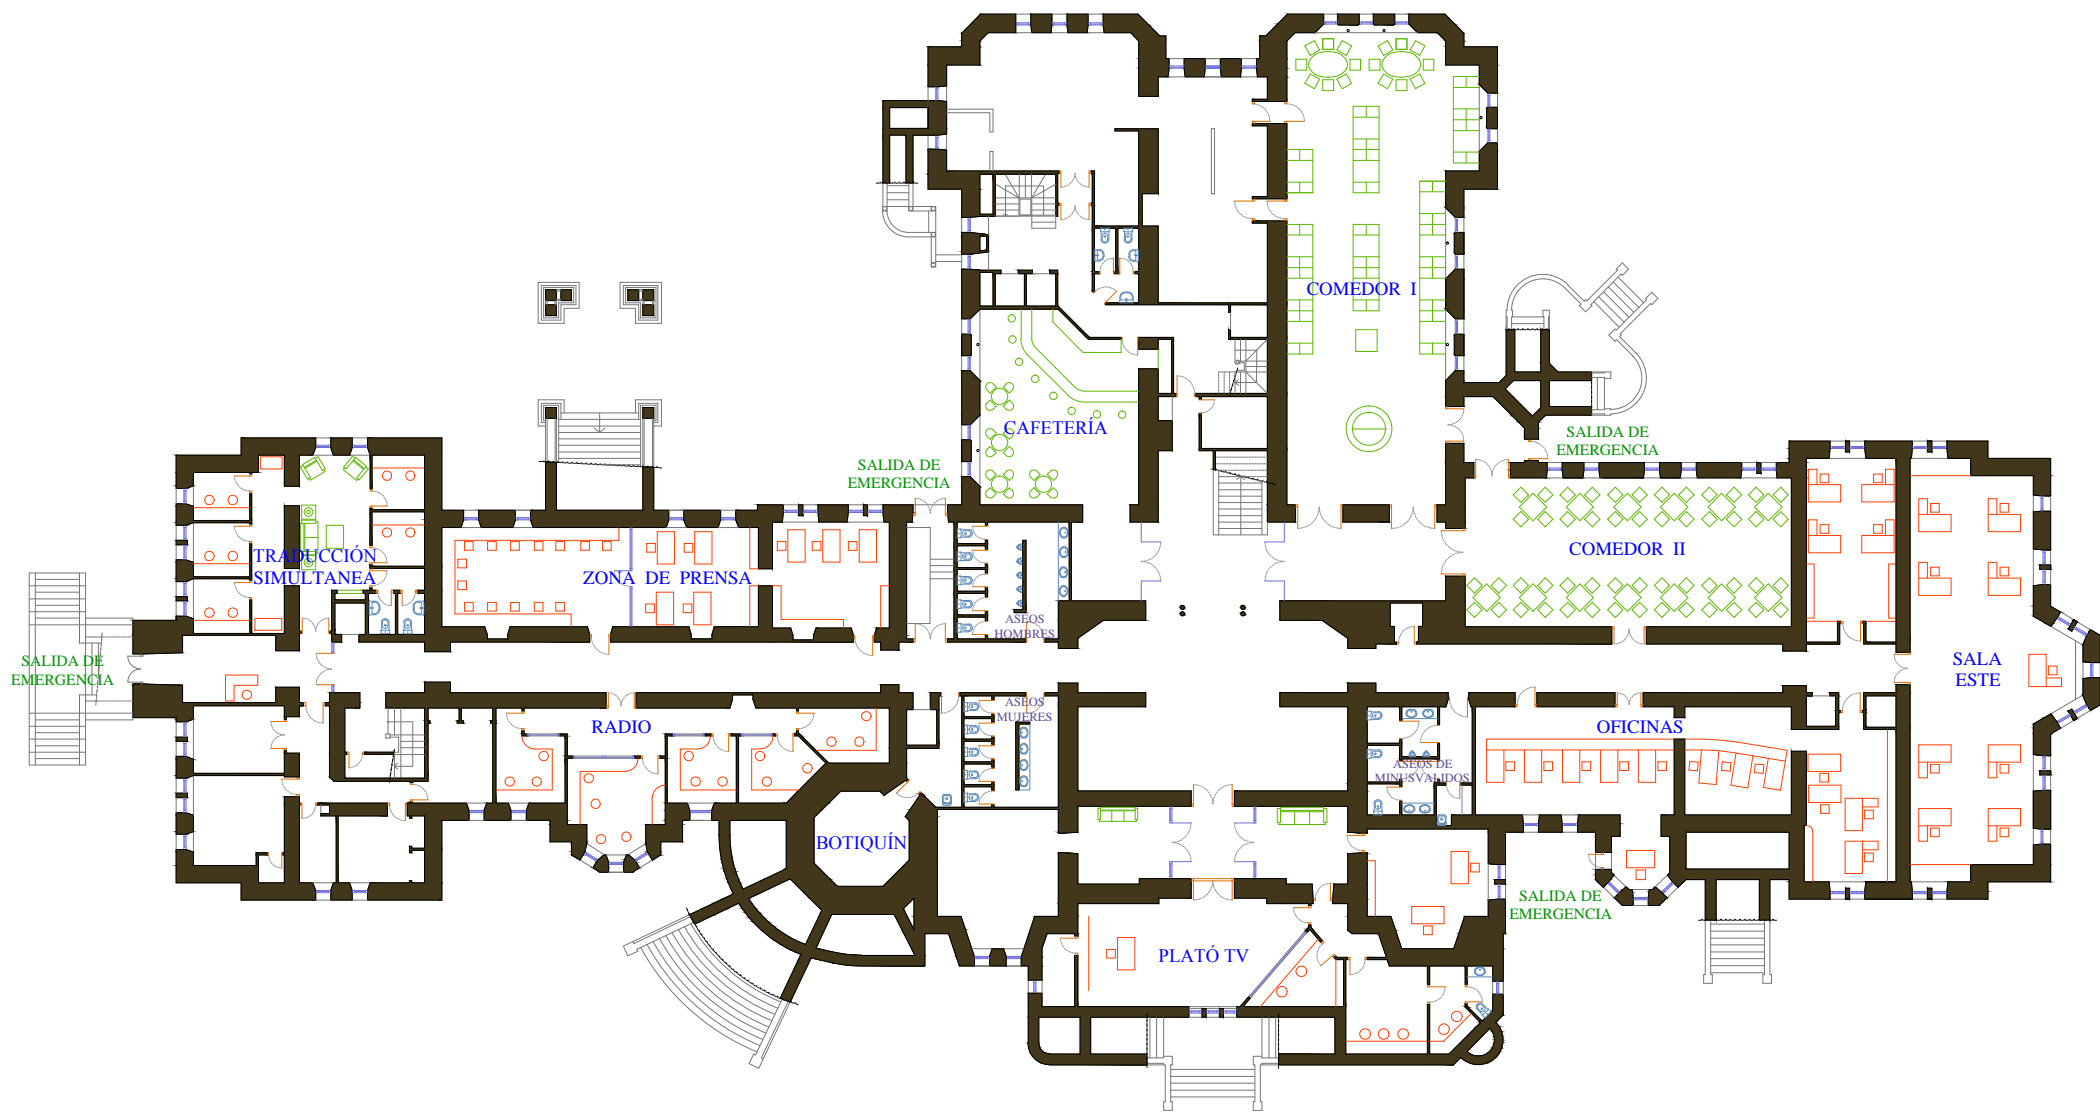 COMEDOR  I
CAFETERÍA
SALIDA DE
EMERGENCIA
SALIDA DE
EMERGENCIA
TRADUCCIÓN
SIMULTANEA
ZONA  DE  PRENSA
COMEDOR  II
ASEOS
HOMBRES
SALIDA DE
EMERGENCIA
SALA
ESTE
ASEOS
MUJERES
RADIO
OFICINAS
ASEOS DE
MINUSVALIDOS
BOTIQUÍN
SALIDA DE
EMERGENCIA
PLATÓ TV